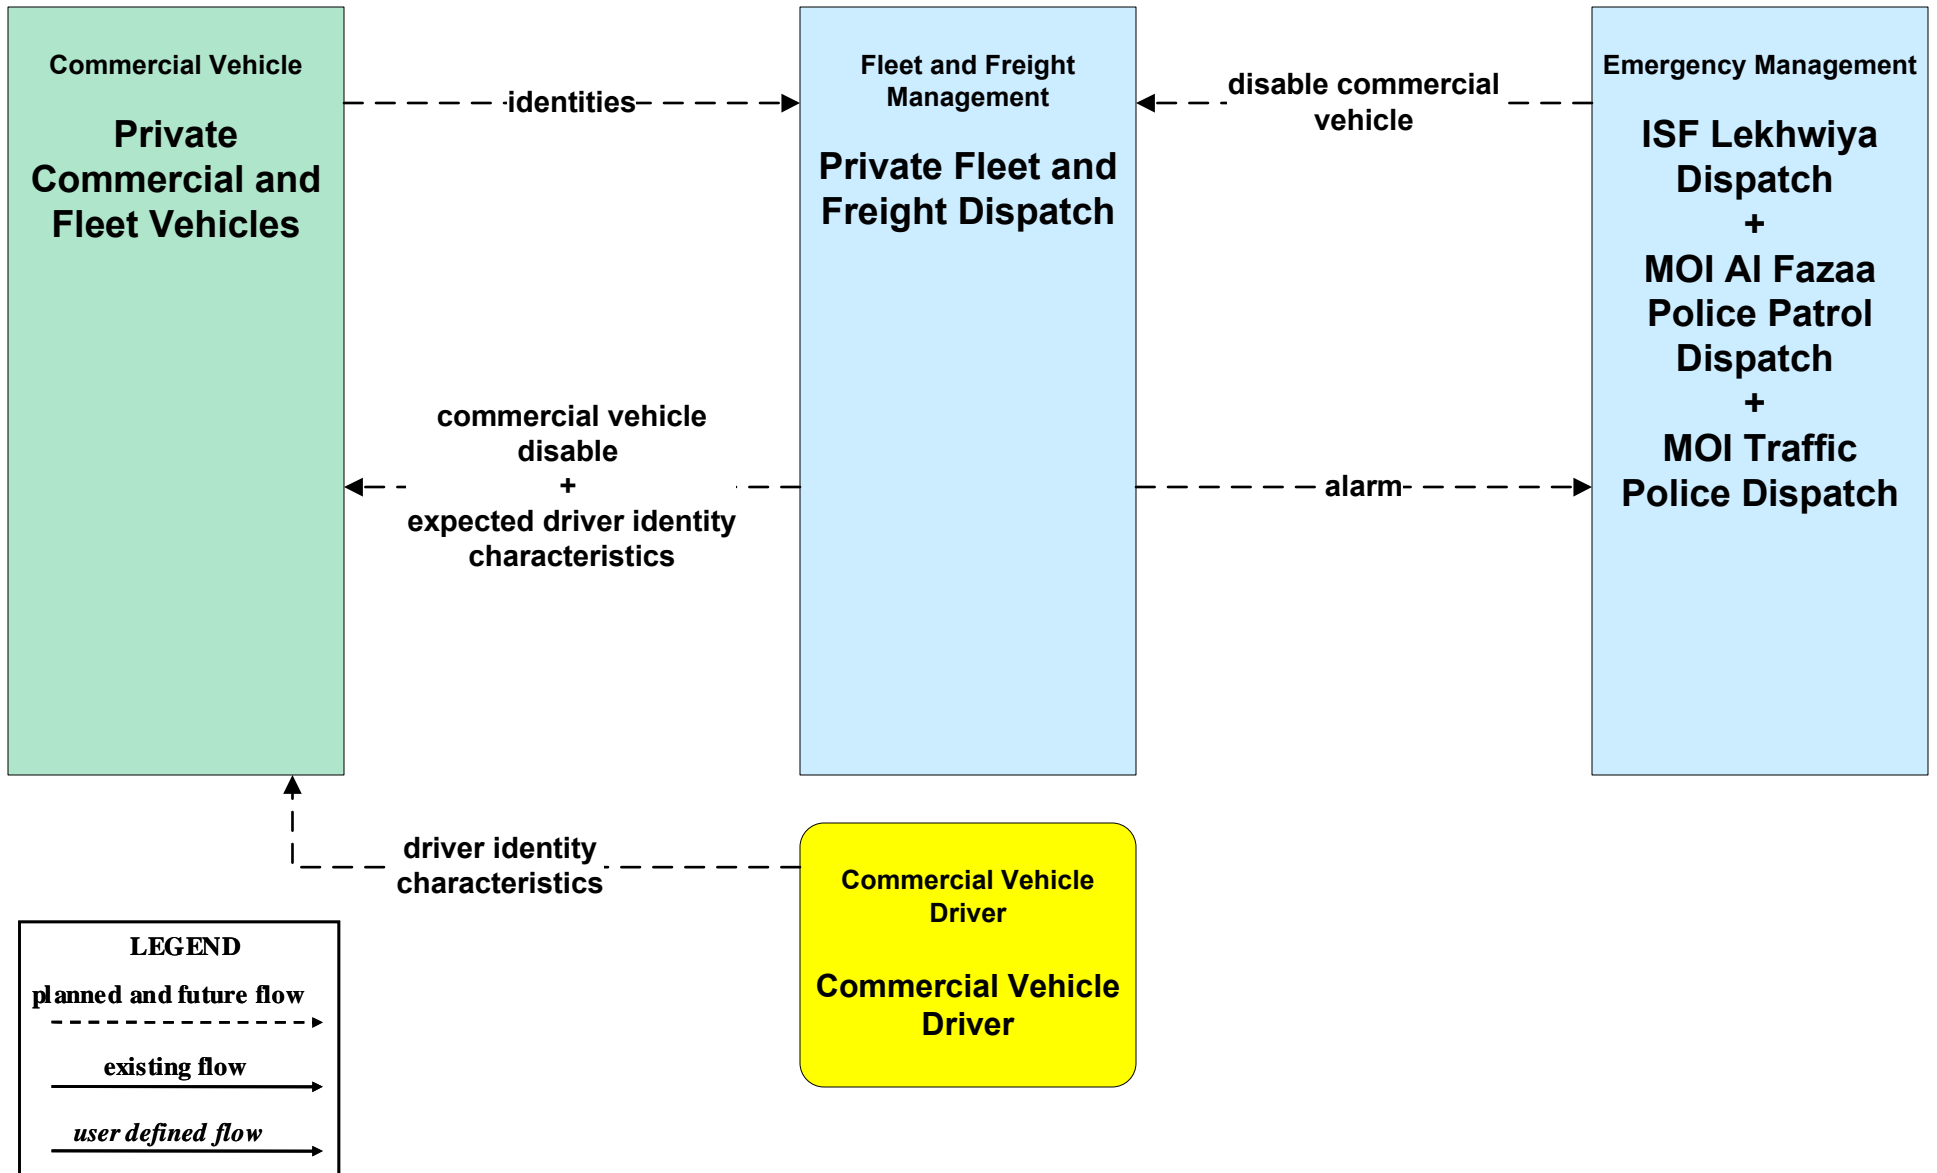 Commercial Vehicle
Private
Commercial and
Fleet Vehicles
identities
Fleet and Freight
Management
Private Fleet and
Freight Dispatch
disable commercial
vehicle
Emergency Management
ISF Lekhwiya
Dispatch
+
MOI Al Fazaa
Police Patrol
Dispatch
+
MOI Traffic
Police Dispatch
commercial vehicle
disable
+
expected driver identity
characteristics
alarm
driver identity
characteristics
Commercial Vehicle
Driver
Commercial Vehicle
Driver
LEGEND
planned and future flow
existing flow
user defined flow